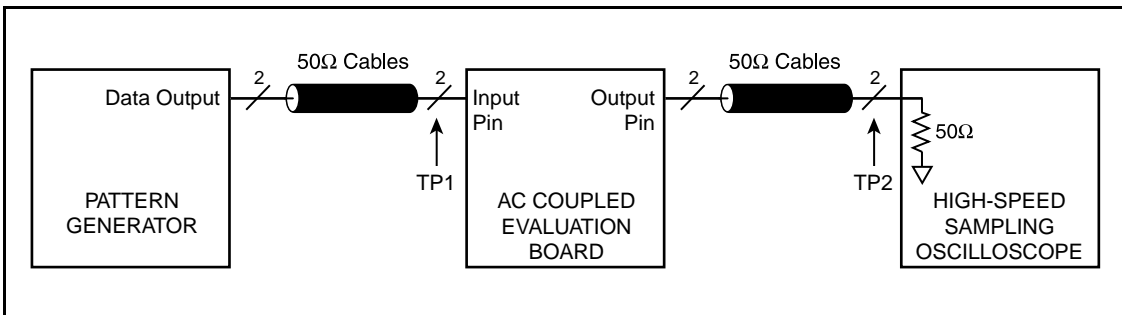 50Ω Cables
50Ω Cables
2
2
2
2
Data Output
Input
Pin
Output
Pin
50Ω
TP1
TP2
PATTERN
GENERATOR
AC COUPLED
EVALUATION
BOARD
HIGH-SPEED
SAMPLING
OSCILLOSCOPE